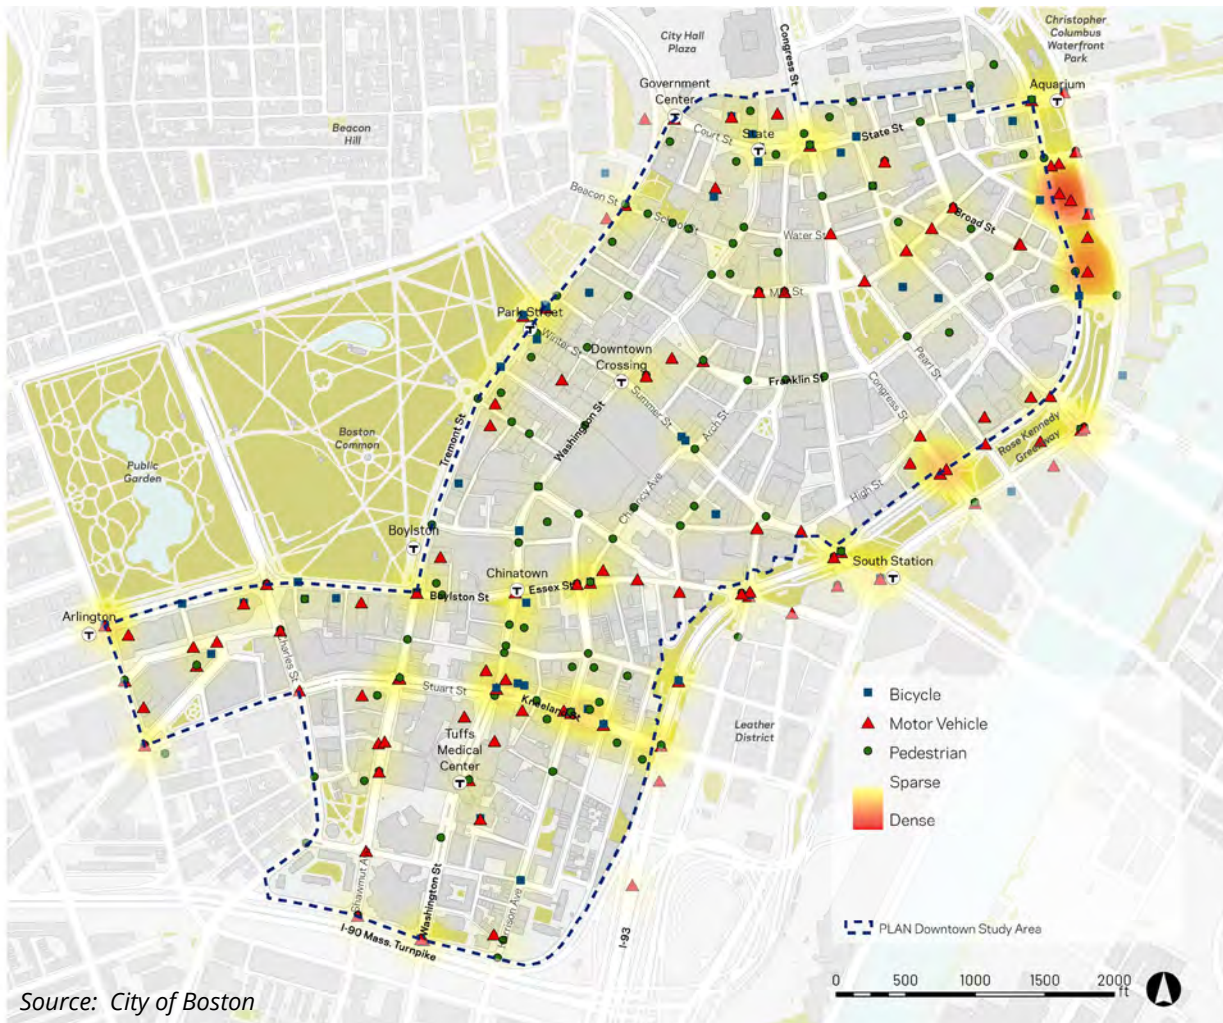 Christopher
Columbus
Waterfront
Park
City Hall
Plaza
Congress St
Government
Center
Aquarium
Beacon
Hill
Court St
State
State St
Beacon St
School St
Water St
Broad St
Milk St
Park Street
Winter St
Downtown
Crossing
Summer St
Franklin St
Pearl St
Congress St
Arch St
Washington St
Tremont St
Boston
Common
Public
Garden
Rose Kennedy
Greenway
High St
Chauncy Ave
Boylston
South Station
Chinatown
Essex St
Boylston St
Arlington
Charles St
Stuart St
Kneeland St
Tufts
Medical
Center
Leather
District
Bicycle
Motor Vehicle
Pedestrian
Sparse
Dense
Shawmut A
Washington St
Harrison Ave
I-93
I-90 Mass. Turnpike
PLAN Downtown Study Area
0 500 1000 1500 2000
ft
Source: City of Boston